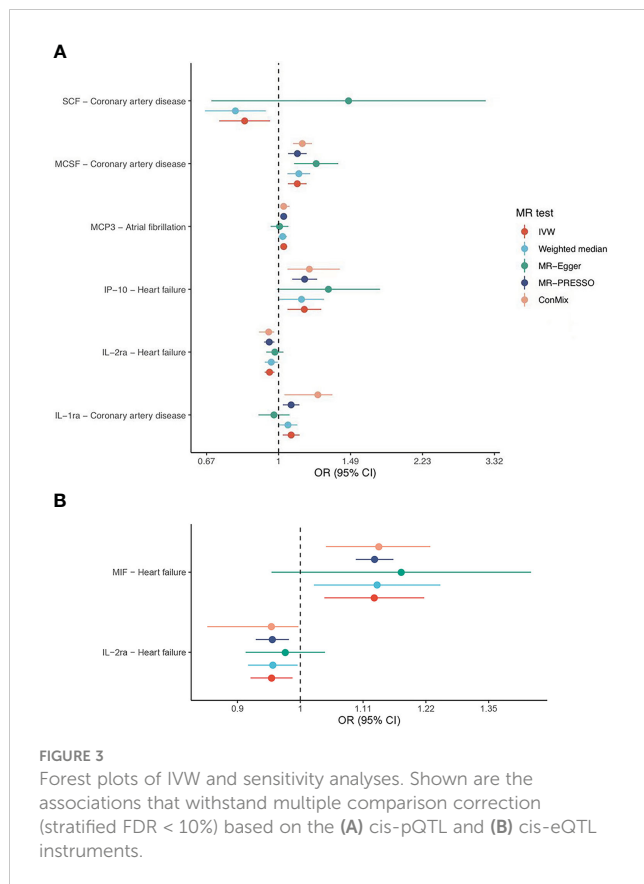 A
SCF – Coronary artery disease
MCSF – Coronary artery disease
MCP3 – Atrial fibrillation
IP–10 – Heart failure
IL–2ra – Heart failure
IL–1ra – Coronary artery disease
0.67 1 1.49 2.23 3.32
OR (95% CI)
MR test
IVW
Weighted median
MR–Egger
MR–PRESSO
ConMix
B
MIF – Heart failure
IL–2ra – Heart failure
0.9 1 1.11 1.22 1.35
OR (95% CI)
FIGURE 3
Forest plots of IVW and sensitivity analyses. Shown are the
associations that withstand multiple comparison correction
(stratified FDR < 10%) based on the (A) cis-pQTL and (B) cis-eQTL
instruments.